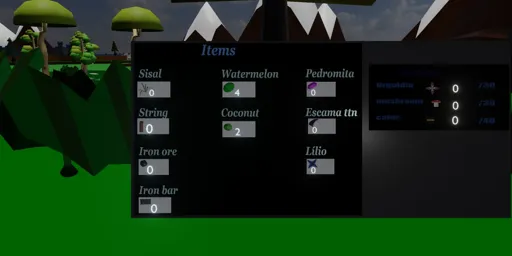 Items
Sisal Watermelon Pedromita
0 4 0
String Coconut Escama ttn
0 2 0
Iron ore Lilio
0 0
Iron bar
0
0
0
0